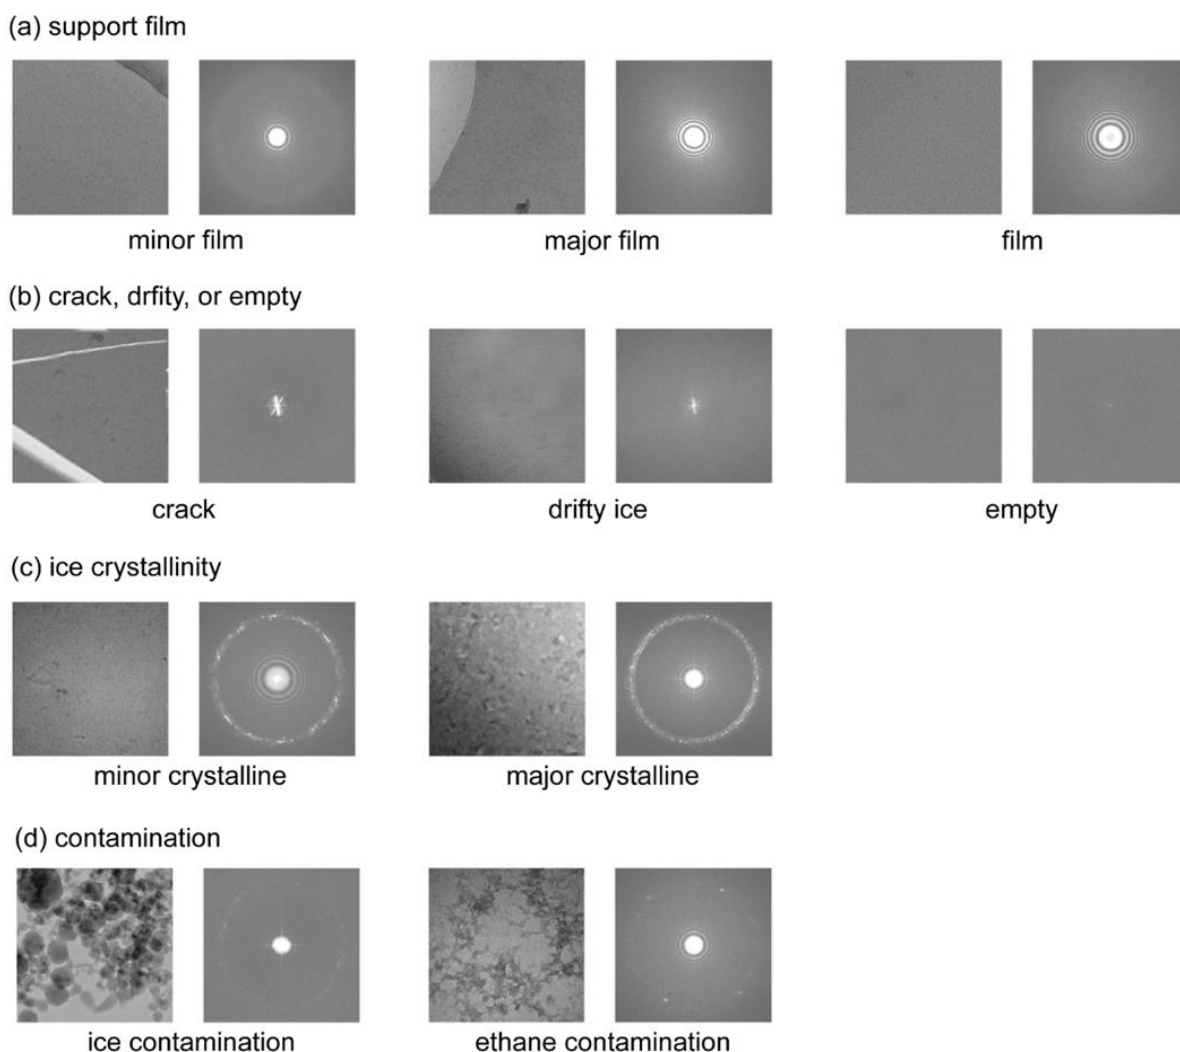 (a) support film
minor film
major film
film
(b) crack, drfity, or empty
crack
drifty ice
empty
(c) ice crystallinity
minor crystalline
major crystalline
(d) contamination
ice contamination
ethane contamination